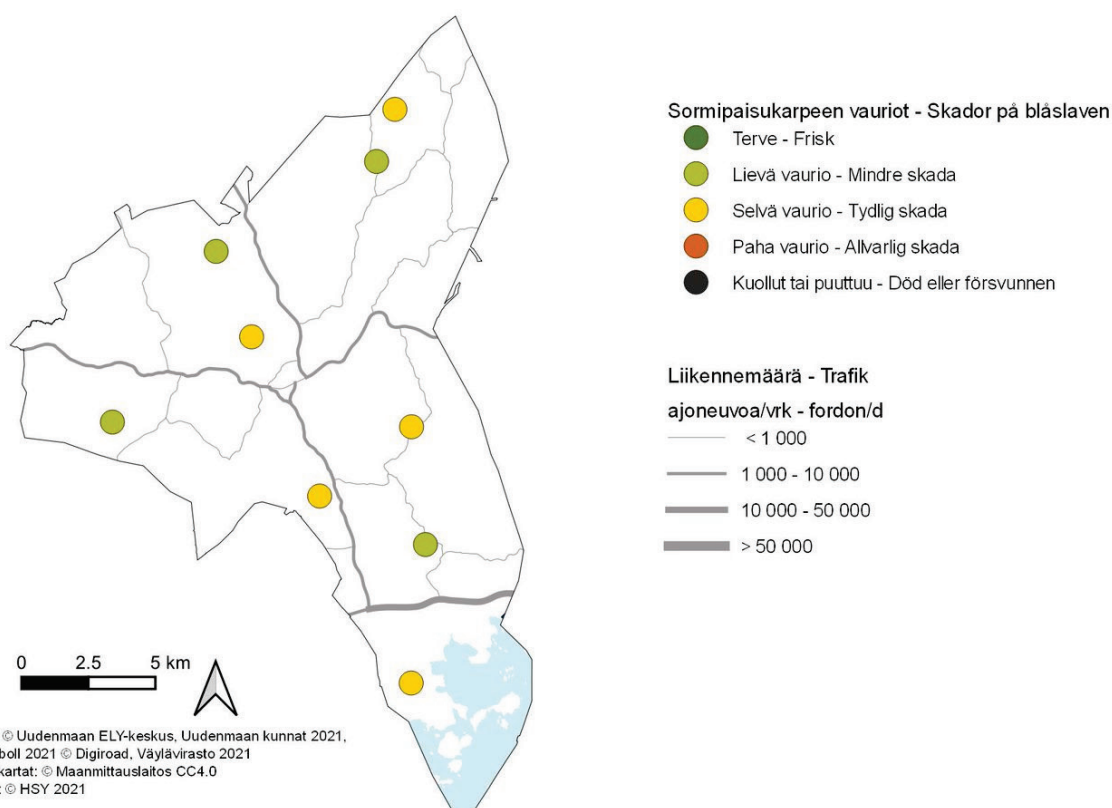 Sormipaisukarpeen vauriot - Skador på blåslaven
Terve - Frisk
Lievä vaurio - Mindre skada
Selvä vaurio - Tydlig skada
Paha vaurio - Allvarlig skada
Kuollut tai puuttuu - Död eller försvunnen
Liikennemäärä - Trafik
ajoneuvoa/vrk - fordon/d
< 1 000
1 000 - 10 000
10 000 - 50 000
> 50 000
0 2.5 5 km
© Uudenmaan ELY-keskus, Uudenmaan kunnat 2021,
2021 © Digiroad, Väylävirasto 2021
© Maanmittauslaitos CC4.0
© HSY 2021